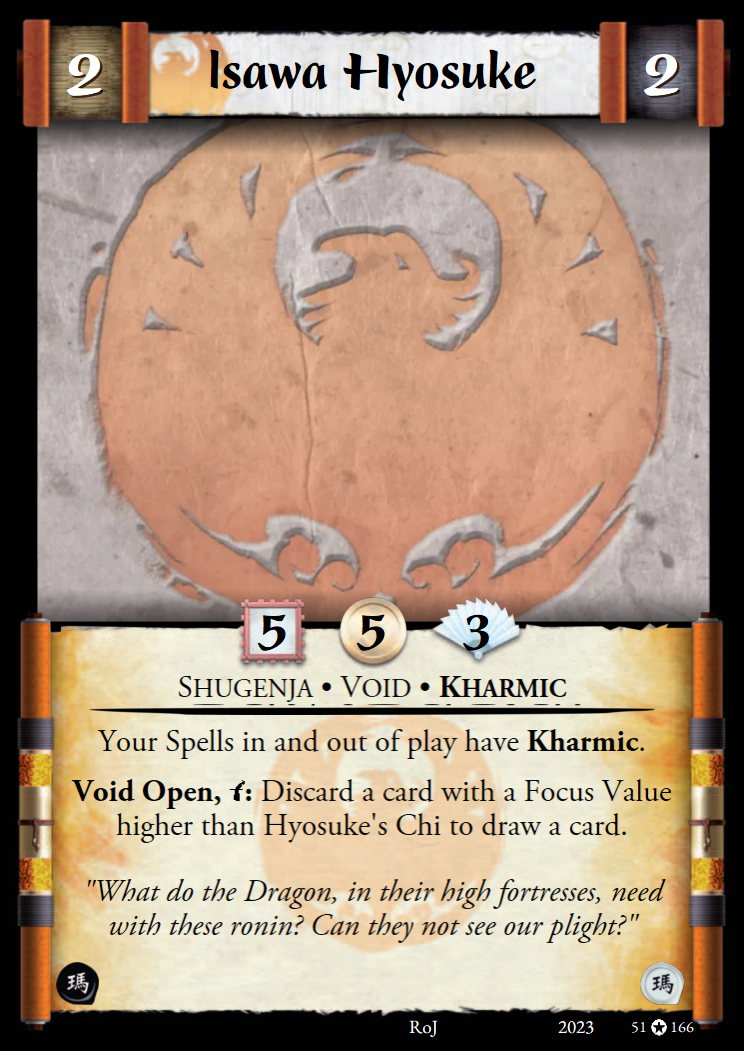 2 Isawa Hyosuke 2
5 5 3
SHUGENJA • VOID • KHARMIC
Your Spells in and out of play have Kharmic.
Void Open, : Discard a card with a Focus Value
higher than Hyosuke's Chi to draw a card.
"What do the Dragon, in their high fortresses, need
with these ronin? Can they not see our plight?"
瑪 瑪
RoJ 2023 51 ✪ 166